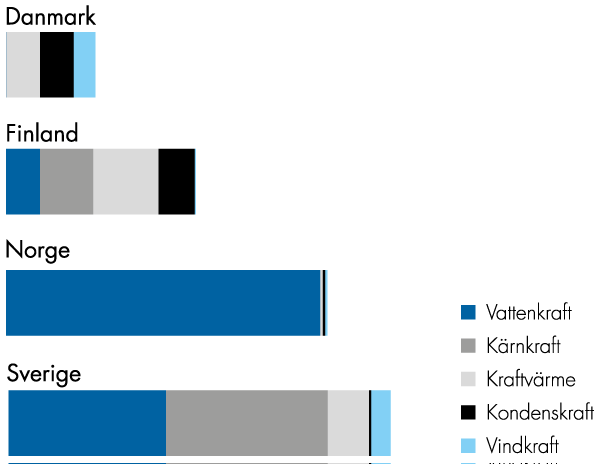 Danmark
Finland
Norge
Sverige
Vattenkraft
Kärnkraft
Kraftvärme
Kondenskraft
Vindkraft